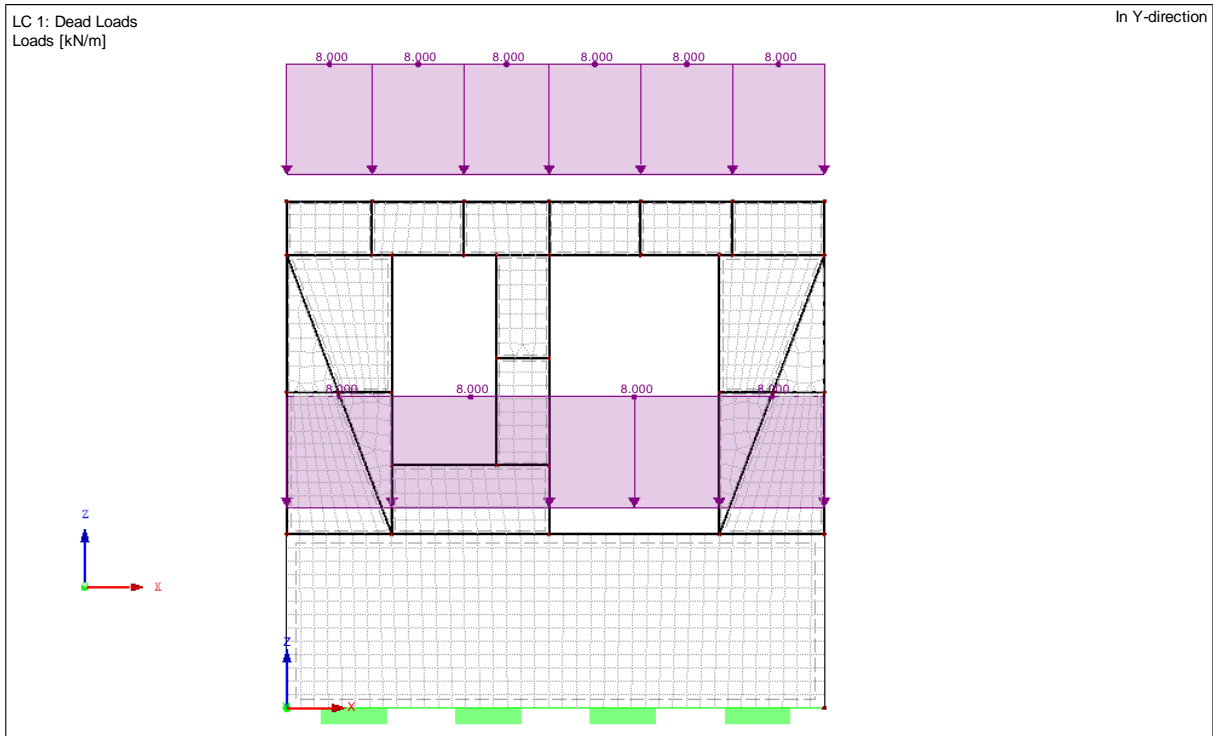 LC 1: Dead Loads
In Y-direction
Loads [kN/m]
8.000 8.000 8.000 8.000 8.000 8.000
8.000 8.000 8.000 8.000
Z
X
Z
X